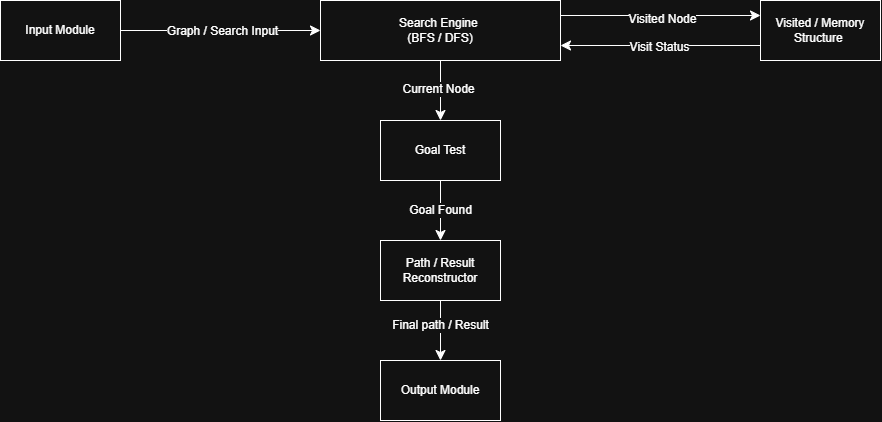 Input Module
Graph / Search Input
Search Engine
(BFS / DFS)
Visited Node
Visit Status
Visited / Memory
Structure
Current Node
Goal Test
Goal Found
Path / Result
Reconstructor
Final path / Result
Output Module